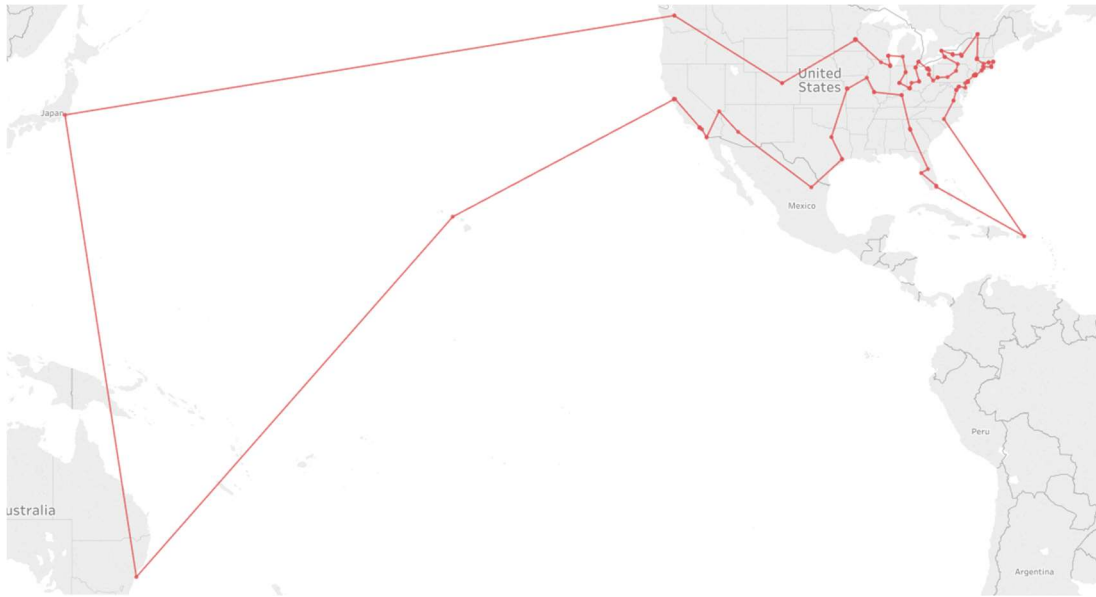 United
States
Japan
Mexico
Peru
ustralia
Argentina